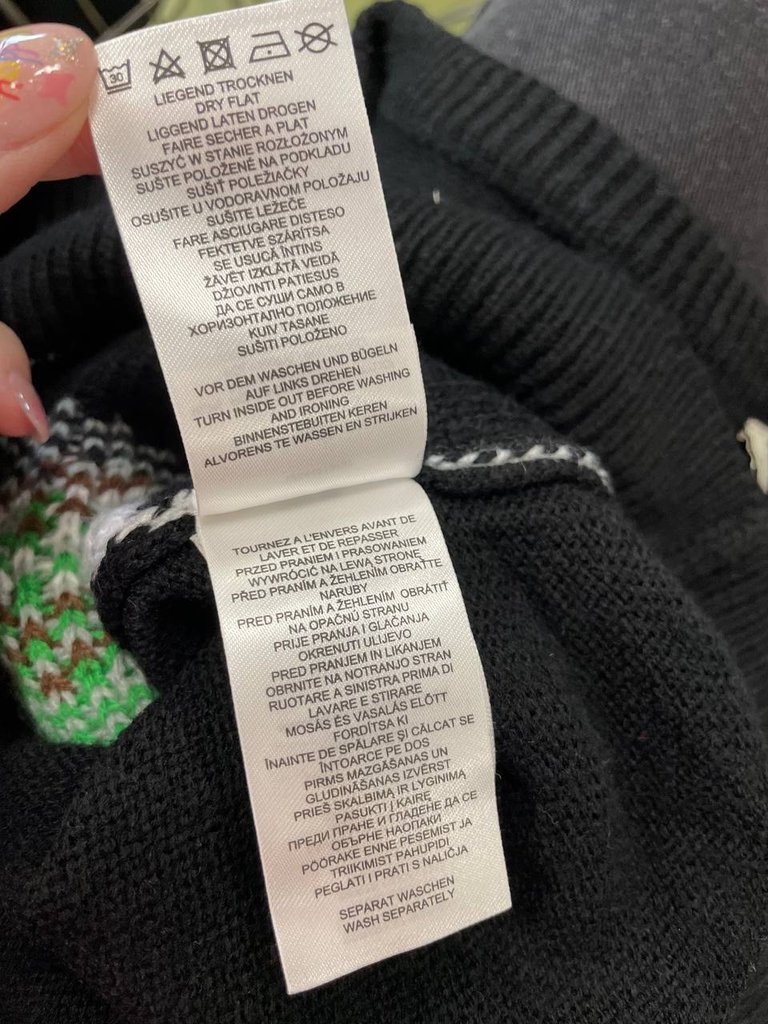 30
LIEGEND TROCKNEN
DRY FLAT
LIGGEND LATEN DROGEN
FAIRE SECHER A PLAT
SUSZYĆ W STANIE ROZŁOŻONYM
SUŠTE POLOŽENÉ NA PODKLADU
SUŠIŤ POLEŽIAČKY
OSUŠITE U VODORAVNOM POLOŽAJU
SUŠITE LEŽEČE
FARE ASCIUGARE DISTESO
FEKTETVE SZÁRÍTSA
SE USUCĂ ÎNTINS
ŽĀVĒT IZKLĀTĀ VEIDĀ
DŽIOVINTI PATIESUS
ДА СЕ СУШИ САМО В
ХОРИЗОНТАЛНО ПОЛОЖЕНИЕ
KUIV TASANE
SUŠITI POLOŽENO
VOR DEM WASCHEN UND BÜGELN
AUF LINKS DREHEN
TURN INSIDE OUT BEFORE WASHING
AND IRONING
BINNENSTEBUITEN KEREN
ALVORENS TE WASSEN EN STRIJKEN
TOURNEZ A L'ENVERS AVANT DE
LAVER ET DE REPASSER
PRZED PRANIEM I PRASOWANIEM
WYWRÓCIĆ NA LEWĄ STRONĘ
PŘED PRANÍM A ŽEHLENÍM OBRAŤTE
NARUBY
PRED PRANÍM A ŽEHLENÍM OBRÁTIŤ
NA OPAČNÚ STRANU
PRIJE PRANJA I GLAČANJA
OKRENUTI ULIJEVO
PRED PRANJEM IN LIKANJEM
OBRNITE NA NOTRANJO STRAN
RUOTARE A SINISTRA PRIMA DI
LAVARE E STIRARE
MOSÁS ÉS VASALÁS ELŐTT
FORDÍTSA KI
ÎNAINTE DE SPĂLARE ŞI CĂLCAT SE
ÎNTOARCE PE DOS
PIRMS MAZGĀŠANAS UN
GLUDINĀŠANAS IZVĒRST
PRIEŠ SKALBIMĄ IR LYGINIMĄ
PASUKTI Į KAIRĘ
ПРЕДИ ПРАНЕ И ГЛАДЕНЕ ДА СЕ
ОБЪРНЕ НАОПАКИ
PÖÖRAKE ENNE PESEMIST JA
TRIIKIMIST PAHUPIDI
PEGLATI I PRATI S NALIČJA
SEPARAT WASCHEN
WASH SEPARATELY